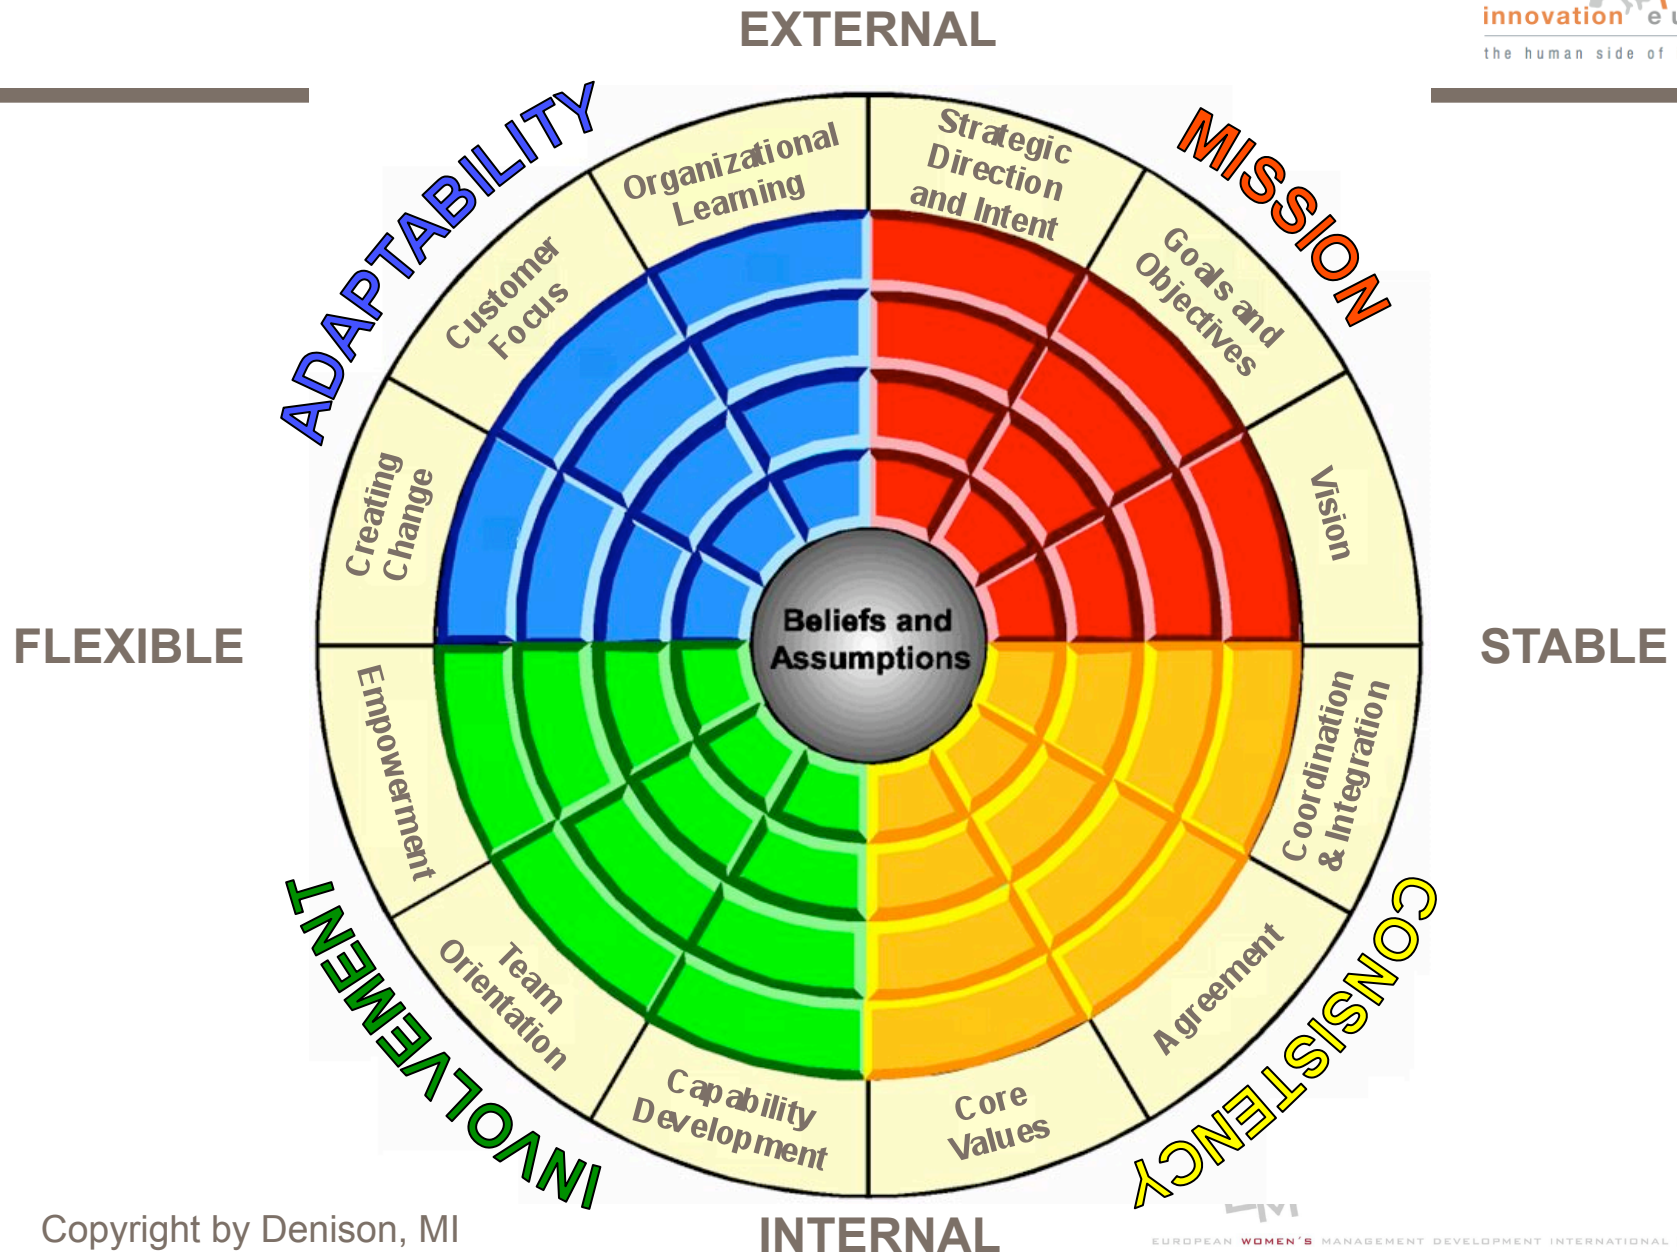 EXTERNAL
innovation
the human side of
ADAPTABILITY
MISSION
Organizational
Learning
Strategic
Direction
and Intent
Customer
Focus
Goals and
Objectives
Creating
Change
Vision
FLEXIBLE
Beliefs and
Assumptions
STABLE
Empowerment
Coordination
& Integration
Team
Orientation
Agreement
Capability
Development
Core
Values
INVOLVEMENT
CONSISTENCY
Copyright by Denison, MI
INTERNAL
EUROPEAN WOMEN'S MANAGEMENT DEVELOPMENT INTERNATIONAL